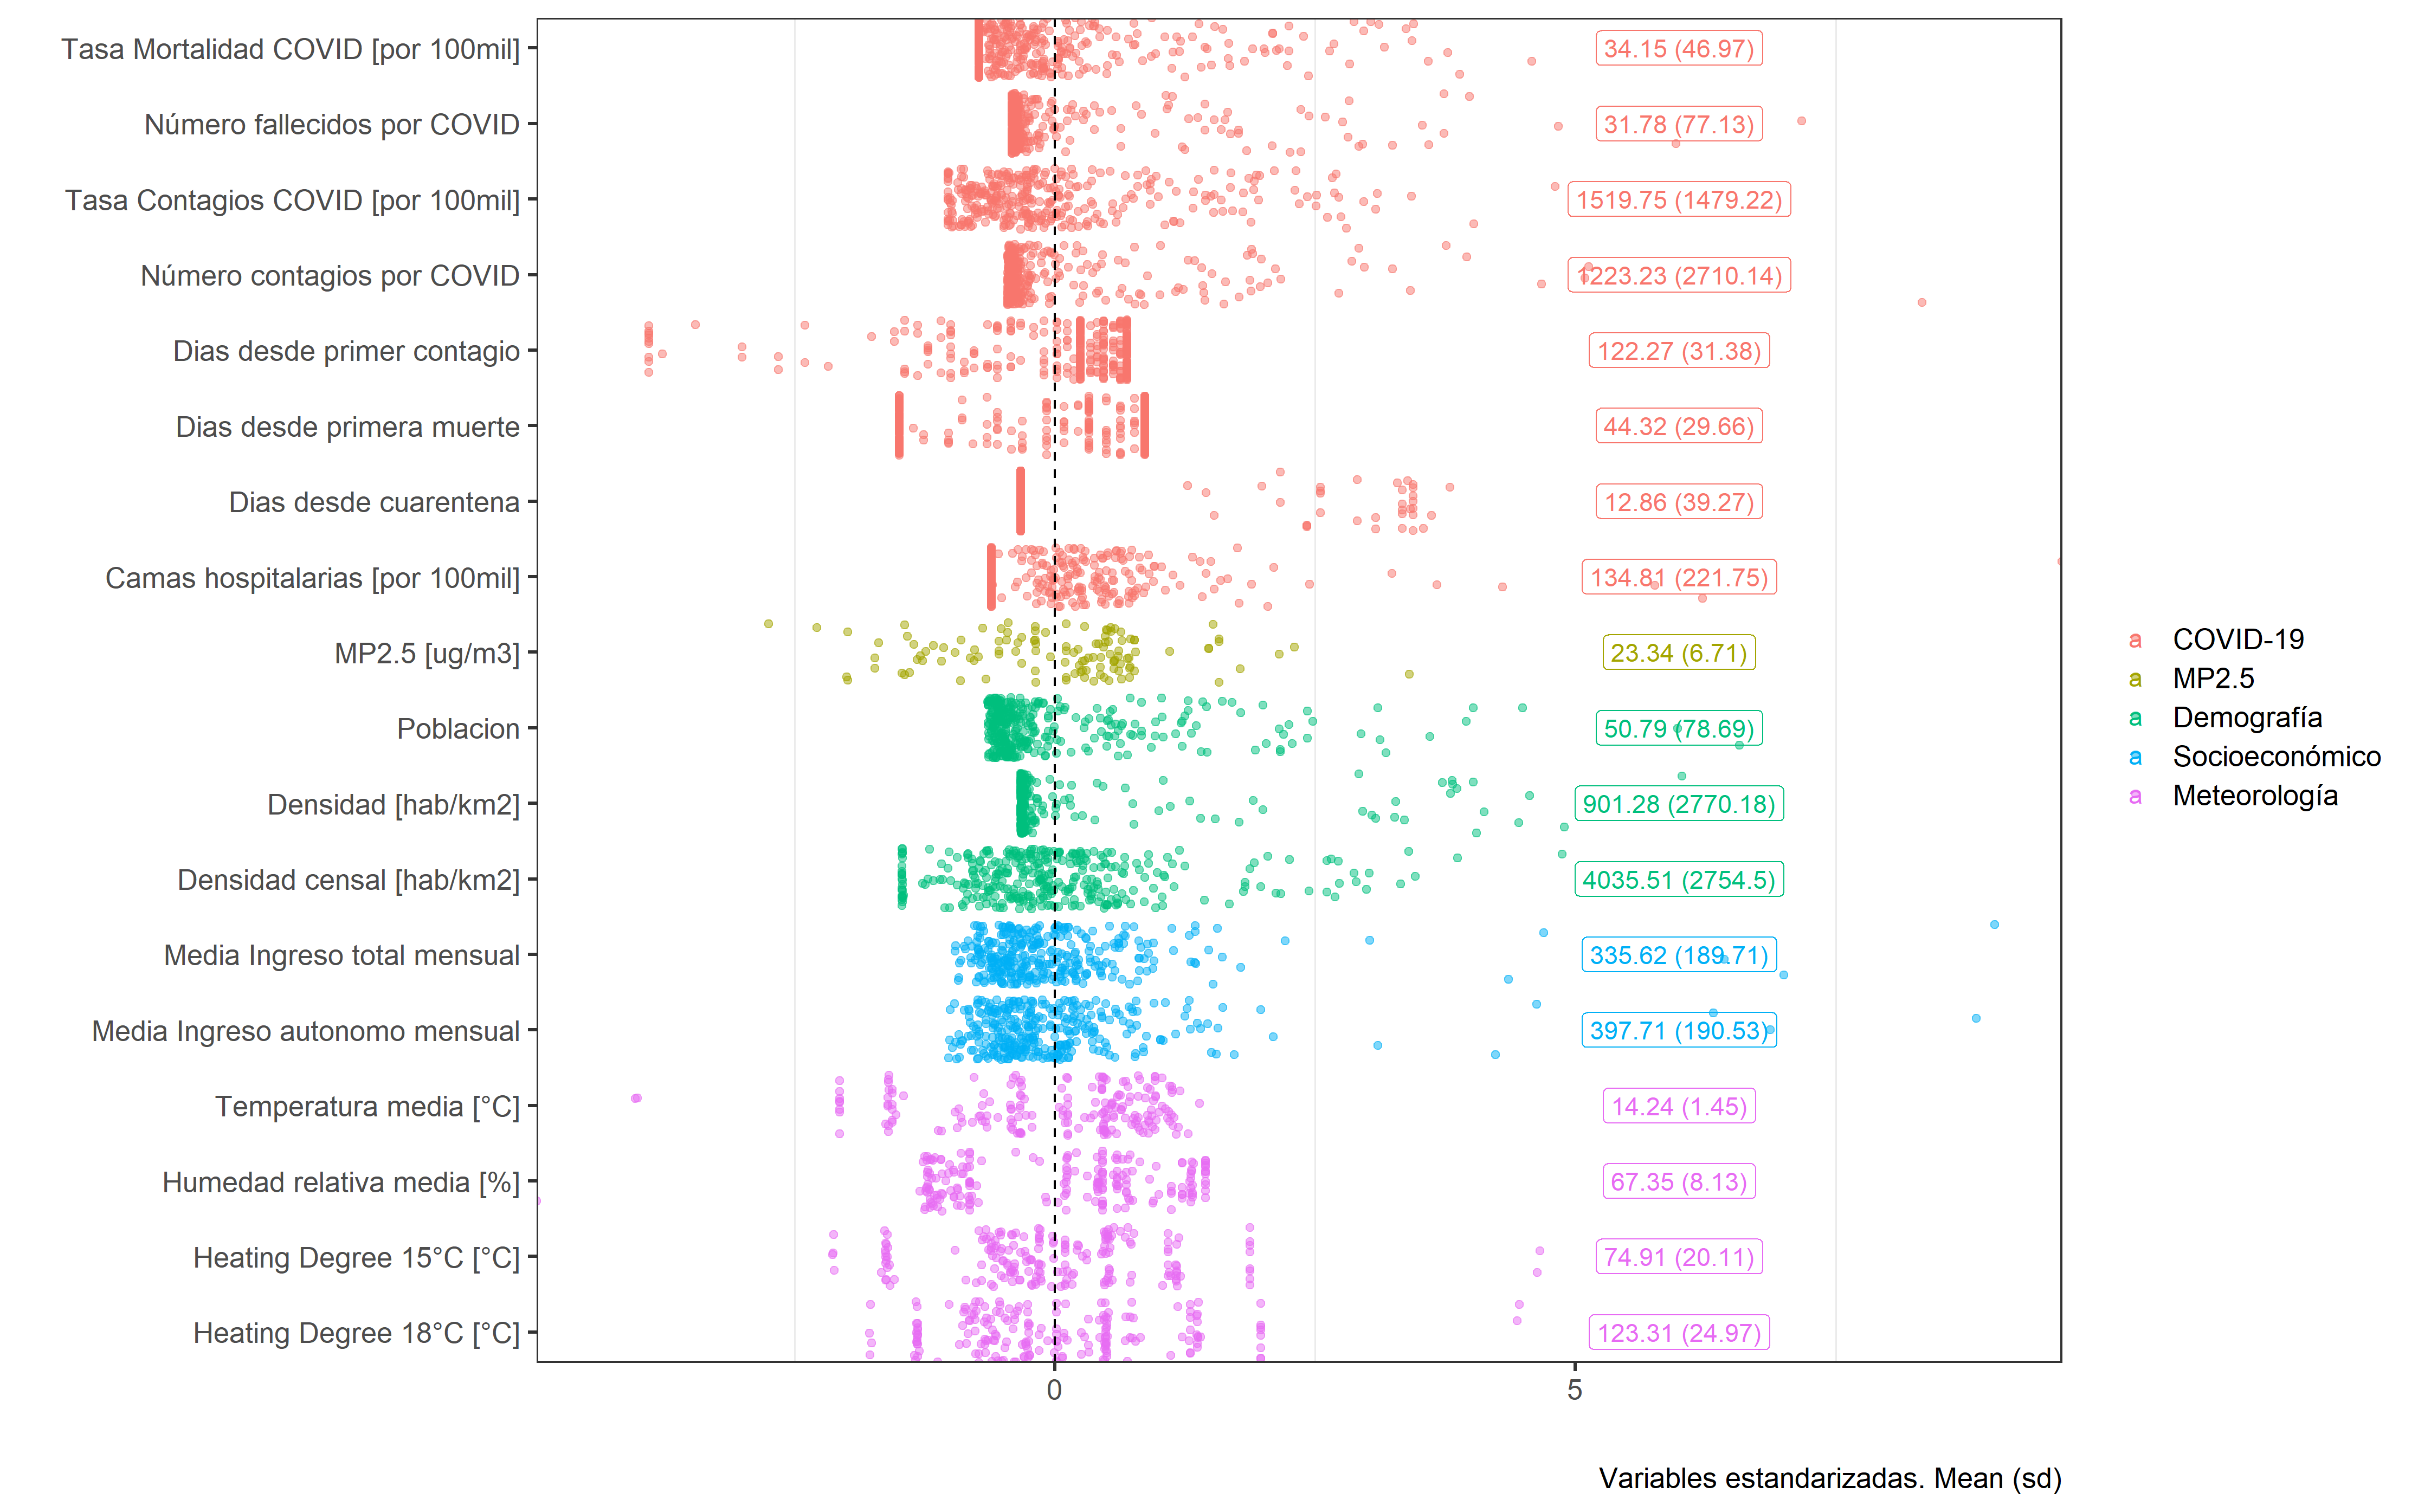 Tasa Mortalidad COVID [por 100mil] 34.15 (46.97)
Número fallecidos por COVID 31.78 (77.13)
Tasa Contagios COVID [por 100mil] 1519.75 (1479.22)
Número contagios por COVID 1223.23 (2710.14)
Dias desde primer contagio 122.27 (31.38)
Dias desde primera muerte 44.32 (29.66)
Dias desde cuarentena 12.86 (39.27)
Camas hospitalarias [por 100mil] 134.81 (221.75)
MP2.5 [ug/m3] 23.34 (6.71)
Poblacion 50.79 (78.69)
Densidad [hab/km2] 901.28 (2770.18)
Densidad censal [hab/km2] 4035.51 (2754.5)
Media Ingreso total mensual 335.62 (189.71)
Media Ingreso autonomo mensual 397.71 (190.53)
Temperatura media [°C] 14.24 (1.45)
Humedad relativa media [%] 67.35 (8.13)
Heating Degree 15°C [°C] 74.91 (20.11)
Heating Degree 18°C [°C] 123.31 (24.97)
0 5
Variables estandarizadas. Mean (sd)
a COVID-19
a MP2.5
a Demografía
a Socioeconómico
a Meteorología